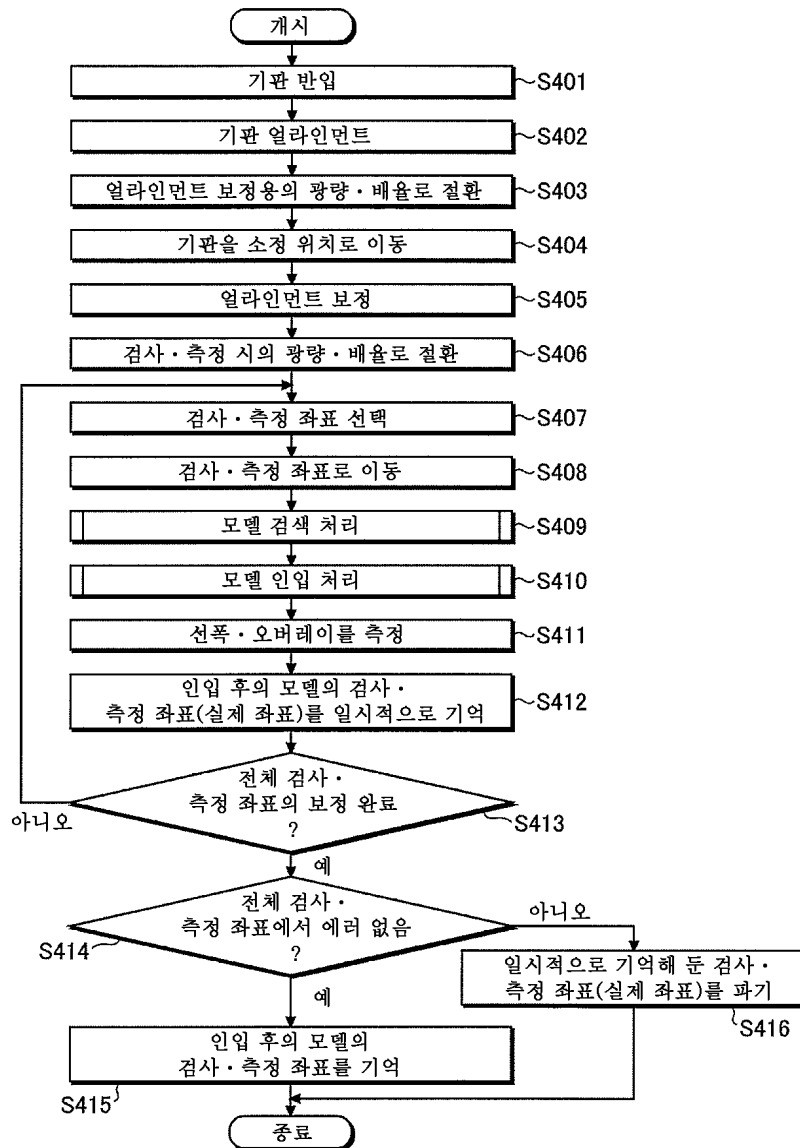 개시
기판 반입
S401
기판 얼라인먼트
S402
얼라인먼트 보정용의 광량·배율로 절환
S403
기판을 소정 위치로 이동
S404
얼라인먼트 보정
S405
검사·측정 시의 광량·배율로 절환
S406
검사·측정 좌표 선택
S407
검사·측정 좌표로 이동
S408
모델 검색 처리
S409
모델 인입 처리
S410
선폭·오버레이를 측정
S411
인입 후의 모델의 검사·
측정 좌표(실제 좌표)를 일시적으로 기억
S412
전체 검사·
측정 좌표의 보정 완료
?
아니오
S413
예
전체 검사·
측정 좌표에서 에러 없음
?
S414
아니오
예
일시적으로 기억해 둔 검사·
측정 좌표(실제 좌표)를 파기
S416
인입 후의 모델의
검사·측정 좌표를 기억
S415
종료